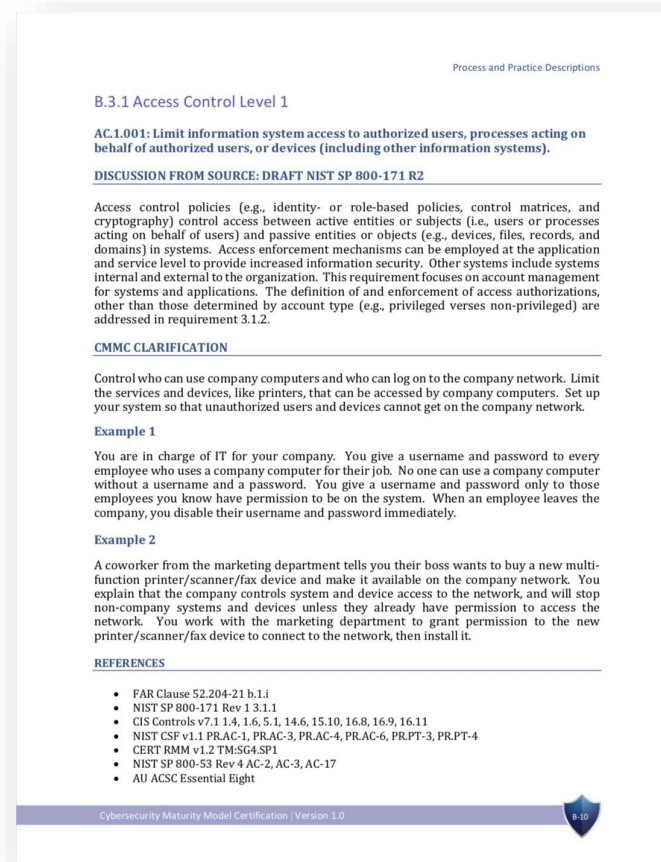 Process and Practice Descriptions
B.3.1 Access Control Level 1
AC.1.001: Limit information system access to authorized users, processes acting on
behalf of authorized users, or devices (including other information systems).
DISCUSSION FROM SOURCE: DRAFT NIST SP 800-171 R2
Access control policies (e.g., identity- or role-based policies, control matrices, and
cryptography) control access between active entities or subjects (i.e., users or processes
acting on behalf of users) and passive entities or objects (e.g., devices, files, records, and
domains) in systems. Access enforcement mechanisms can be employed at the application
and service level to provide increased information security. Other systems include systems
internal and external to the organization. This requirement focuses on account management
for systems and applications. The definition of and enforcement of access authorizations,
other than those determined by account type (e.g., privileged verses non-privileged) are
addressed in requirement 3.1.2.
CMMC CLARIFICATION
Control who can use company computers and who can log on to the company network. Limit
the services and devices, like printers, that can be accessed by company computers. Set up
your system so that unauthorized users and devices cannot get on the company network.
Example 1
You are in charge of IT for your company. You give a username and password to every
employee who uses a company computer for their job. No one can use a company computer
without a username and a password. You give a username and password only to those
employees you know have permission to be on the system. When an employee leaves the
company, you disable their username and password immediately.
Example 2
A coworker from the marketing department tells you their boss wants to buy a new multi-
function printer/scanner/fax device and make it available on the company network. You
explain that the company controls system and device access to the network, and will stop
non-company systems and devices unless they already have permission to access the
network. You work with the marketing department to grant permission to the new
printer/scanner/fax device to connect to the network, then install it.
REFERENCES
• FAR Clause 52.204-21 b.1.i
• NIST SP 800-171 Rev 1 3.1.1
• CIS Controls v7.1 1.4, 1.6, 5.1, 14.6, 15.10, 16.8, 16.9, 16.11
• NIST CSF v1.1 PR.AC-1, PR.AC-3, PR.AC-4, PR.AC-6, PR.PT-3, PR.PT-4
• CERT RMM v1.2 TM:SG4.SP1
• NIST SP 800-53 Rev 4 AC-2, AC-3, AC-17
• AU ACSC Essential Eight
Cybersecurity Maturity Model Certification | Version 1.0
B-10